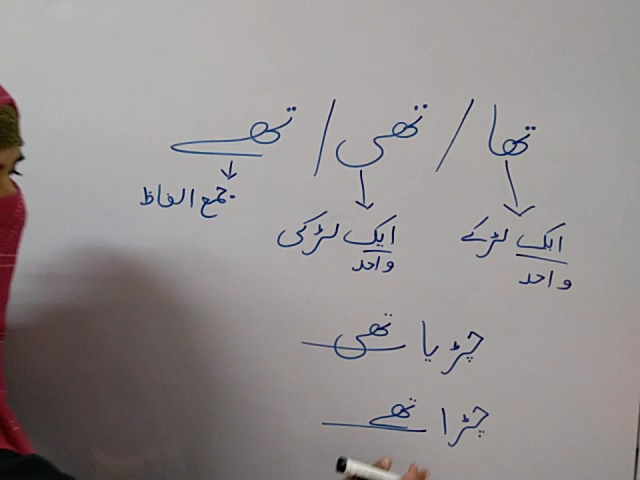 تھا / تھی / تھے
ایک لڑکے ایک لڑکی جمع الفاظ
واحد واحد
چڑیا تھی
چڑا تھے